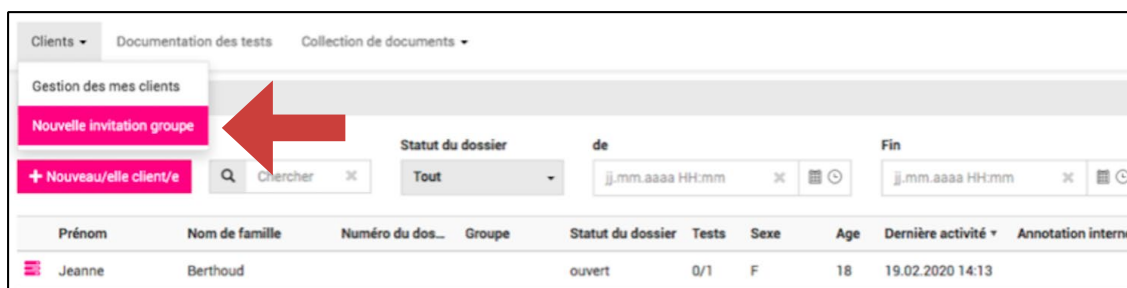 Clients Documentation des tests Collection de documents
Gestion des mes clients
Nouvelle invitation groupe
Statut du dossier de Fin
+ Nouveau/elle client/e Chercher Tout jj.mm.aaaa HH:mm jj.mm.aaaa HH:mm
Prénom Nom de famille Numéro du dos... Groupe Statut du dossier Tests Sexe Age Dernière activité Annotation interne
Jeanne Berthoud ouvert 0/1 F 18 19.02.2020 14:13